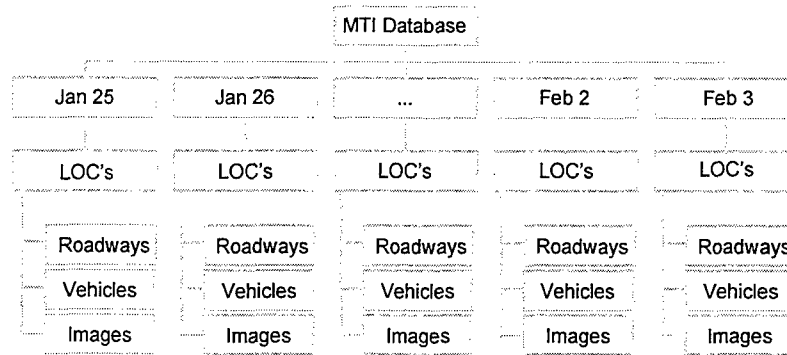 MTI Database
Jan 25 Jan 26 ... Feb 2 Feb 3
LOC's LOC's LOC's LOC's LOC's
Roadways Roadways Roadways Roadways Roadways
Vehicles Vehicles Vehicles Vehicles Vehicles
Images Images Images Images Images